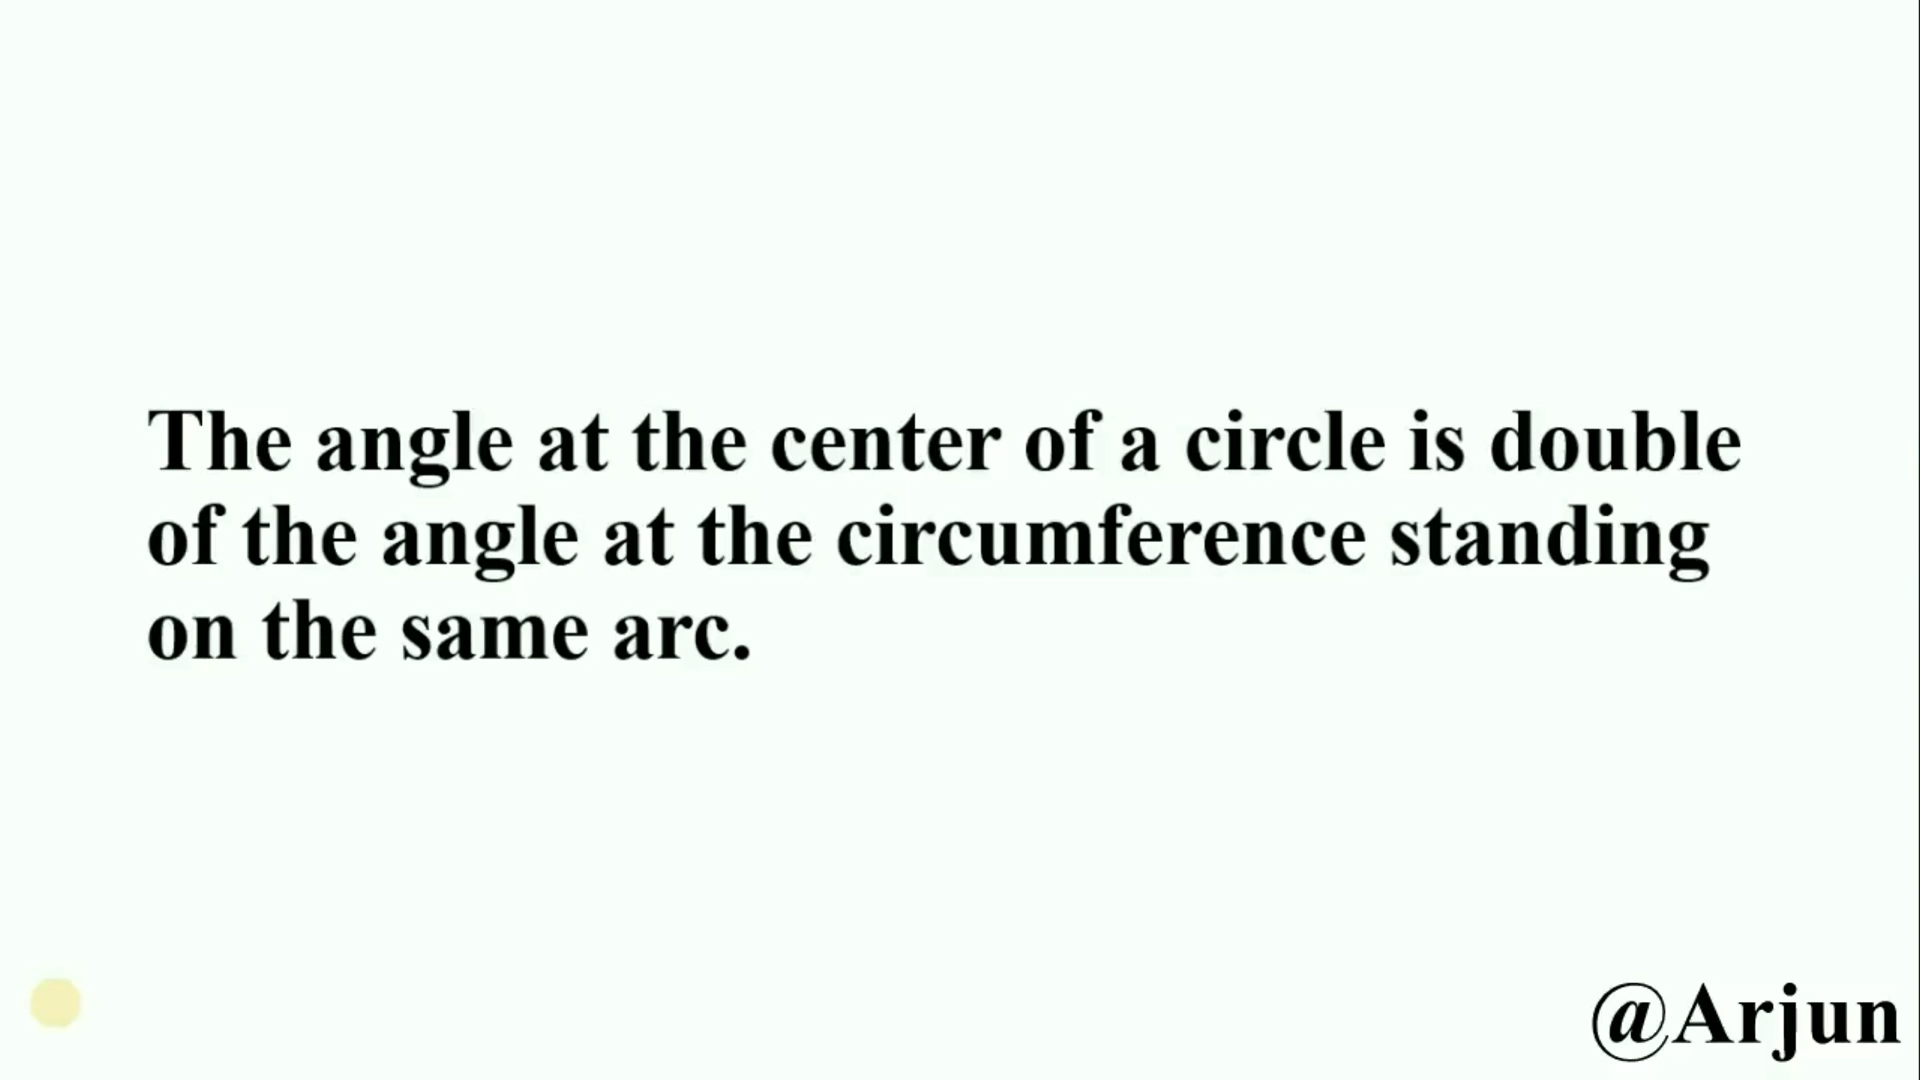 The angle at the center of a circle is double
of the angle at the circumference standing
on the same arc.
@Arjun